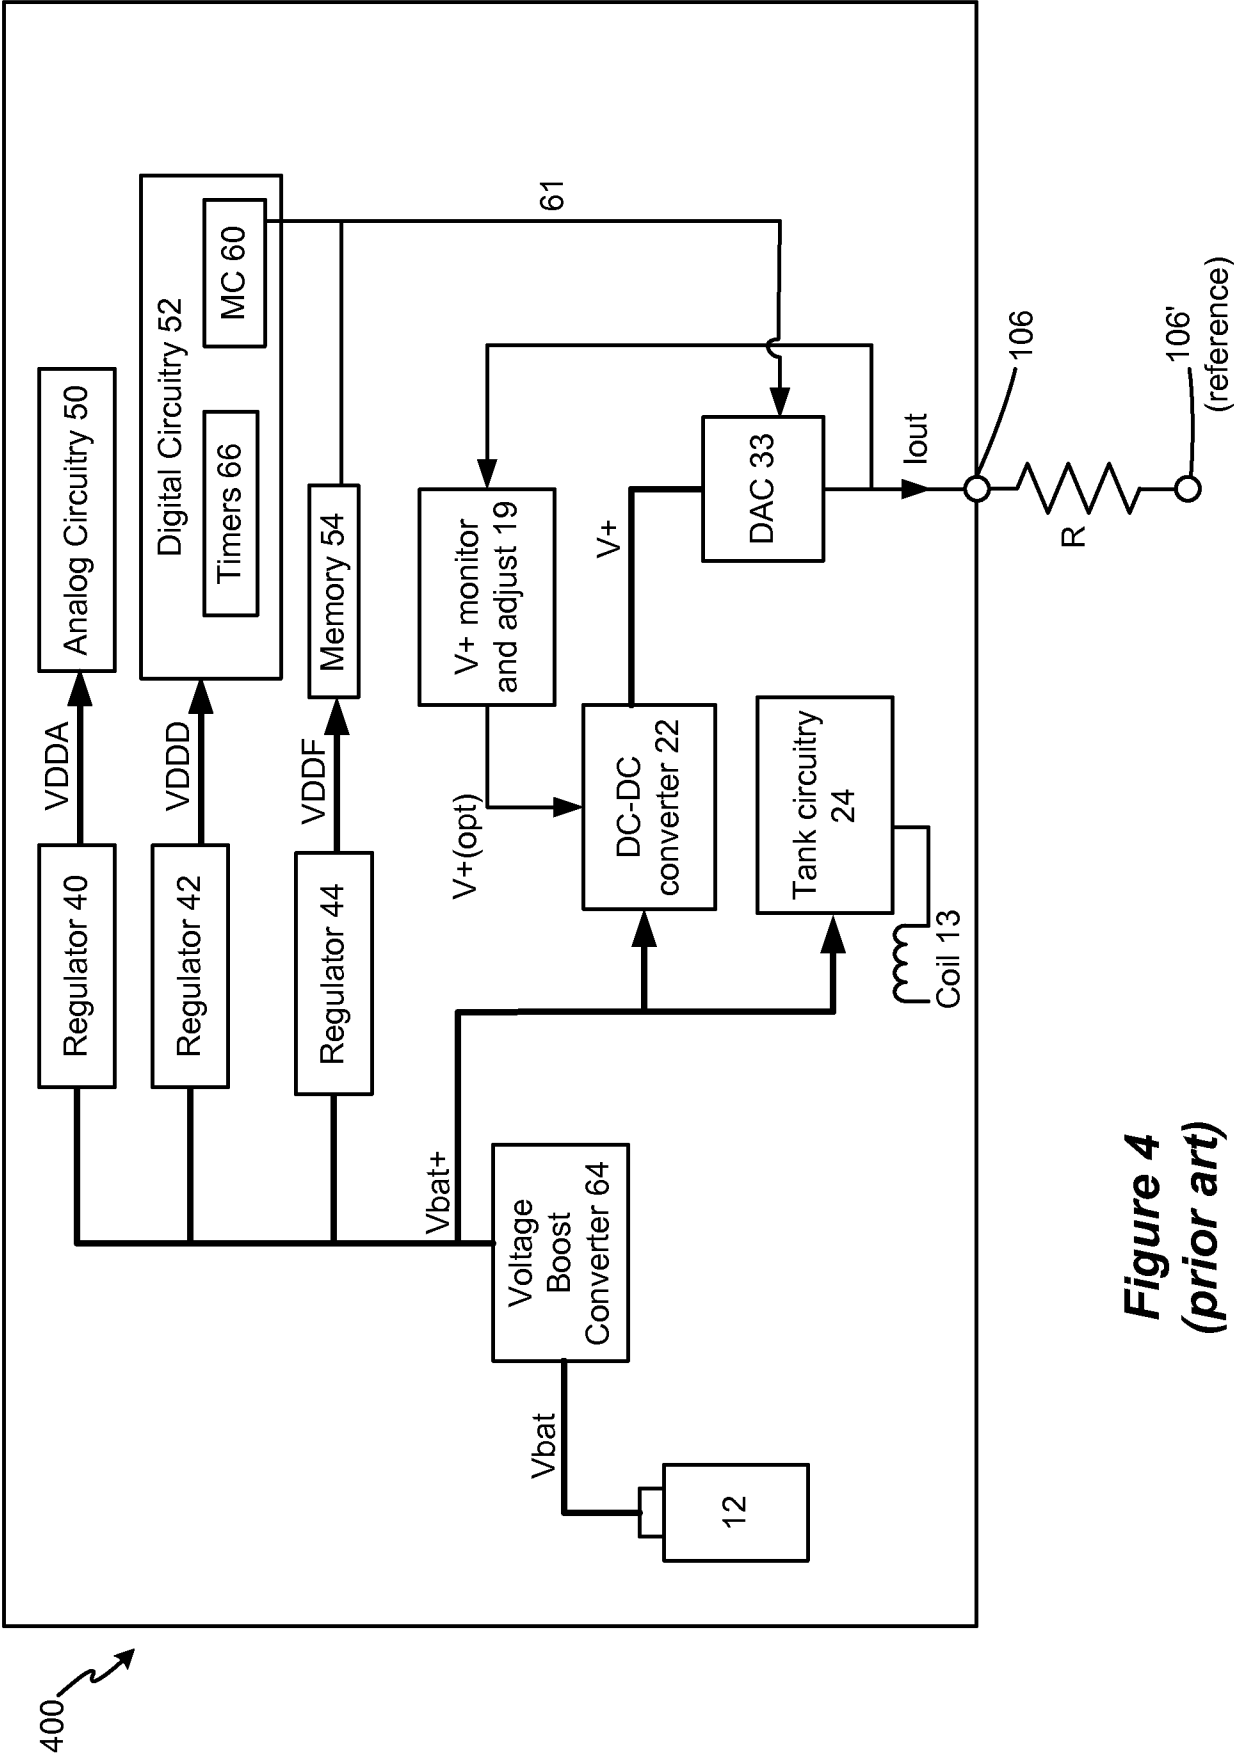 400
12
Vbat
Voltage
Boost
Converter 64
Vbat+
Regulator 40
Regulator 42
Regulator 44
VDDA
VDDD
VDDF
Analog Circuitry 50
Digital Circuitry 52
Timers 66
MC 60
Memory 54
61
V+ monitor
and adjust 19
V+(opt)
DC-DC
converter 22
V+
DAC 33
Tank circuitry
24
Coil 13
Iout
106
R
106'
(reference)
Figure 4
(prior art)